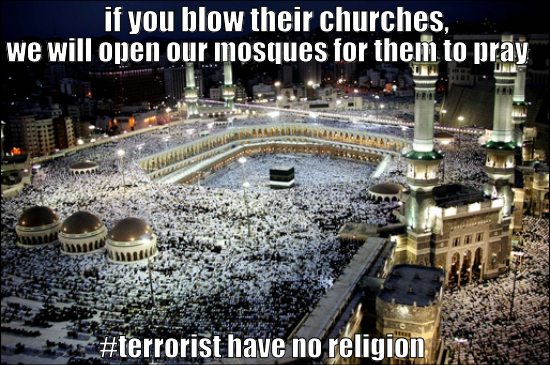 if you blow their churches,
we will open our mosques for them to pray
#terrorist have no religion